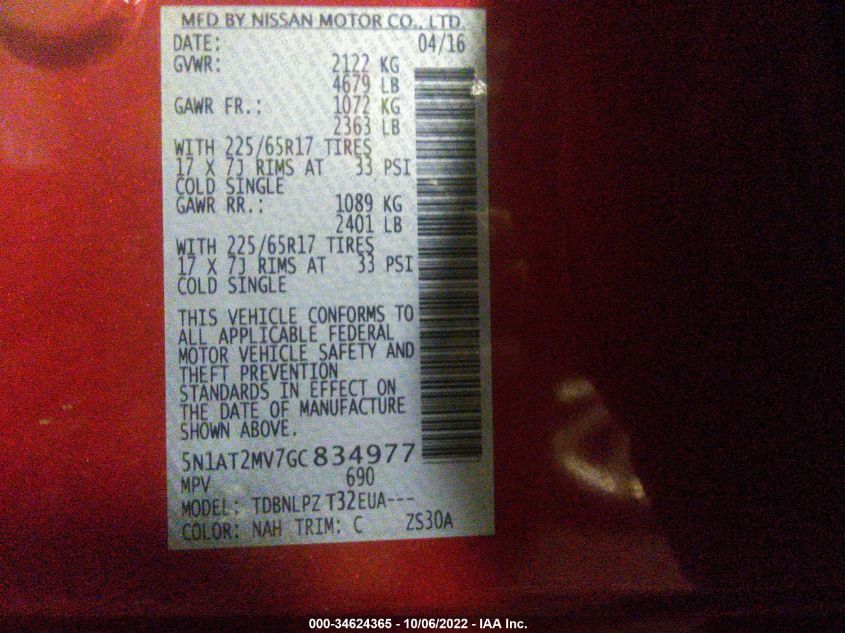 MFD BY NISSAN MOTOR CO., LTD.
DATE: 04/16
GVWR: 2122 KG
4679 LB
GAWR FR.: 1072 KG
2363 LB
WITH 225/65R17 TIRES
17 X 7J RIMS AT 33 PSI
COLD SINGLE
GAWR RR.: 1089 KG
2401 LB
WITH 225/65R17 TIRES
17 X 7J RIMS AT 33 PSI
COLD SINGLE
THIS VEHICLE CONFORMS TO
ALL APPLICABLE FEDERAL
MOTOR VEHICLE SAFETY AND
THEFT PREVENTION
STANDARDS IN EFFECT ON
THE DATE OF MANUFACTURE
SHOWN ABOVE.
5N1AT2MV7GC834977
MPV 690
MODEL: TDBNLPZ T32EUA---
COLOR: NAH TRIM: C ZS30A
000-34624365 - 10/06/2022 - IAA Inc.